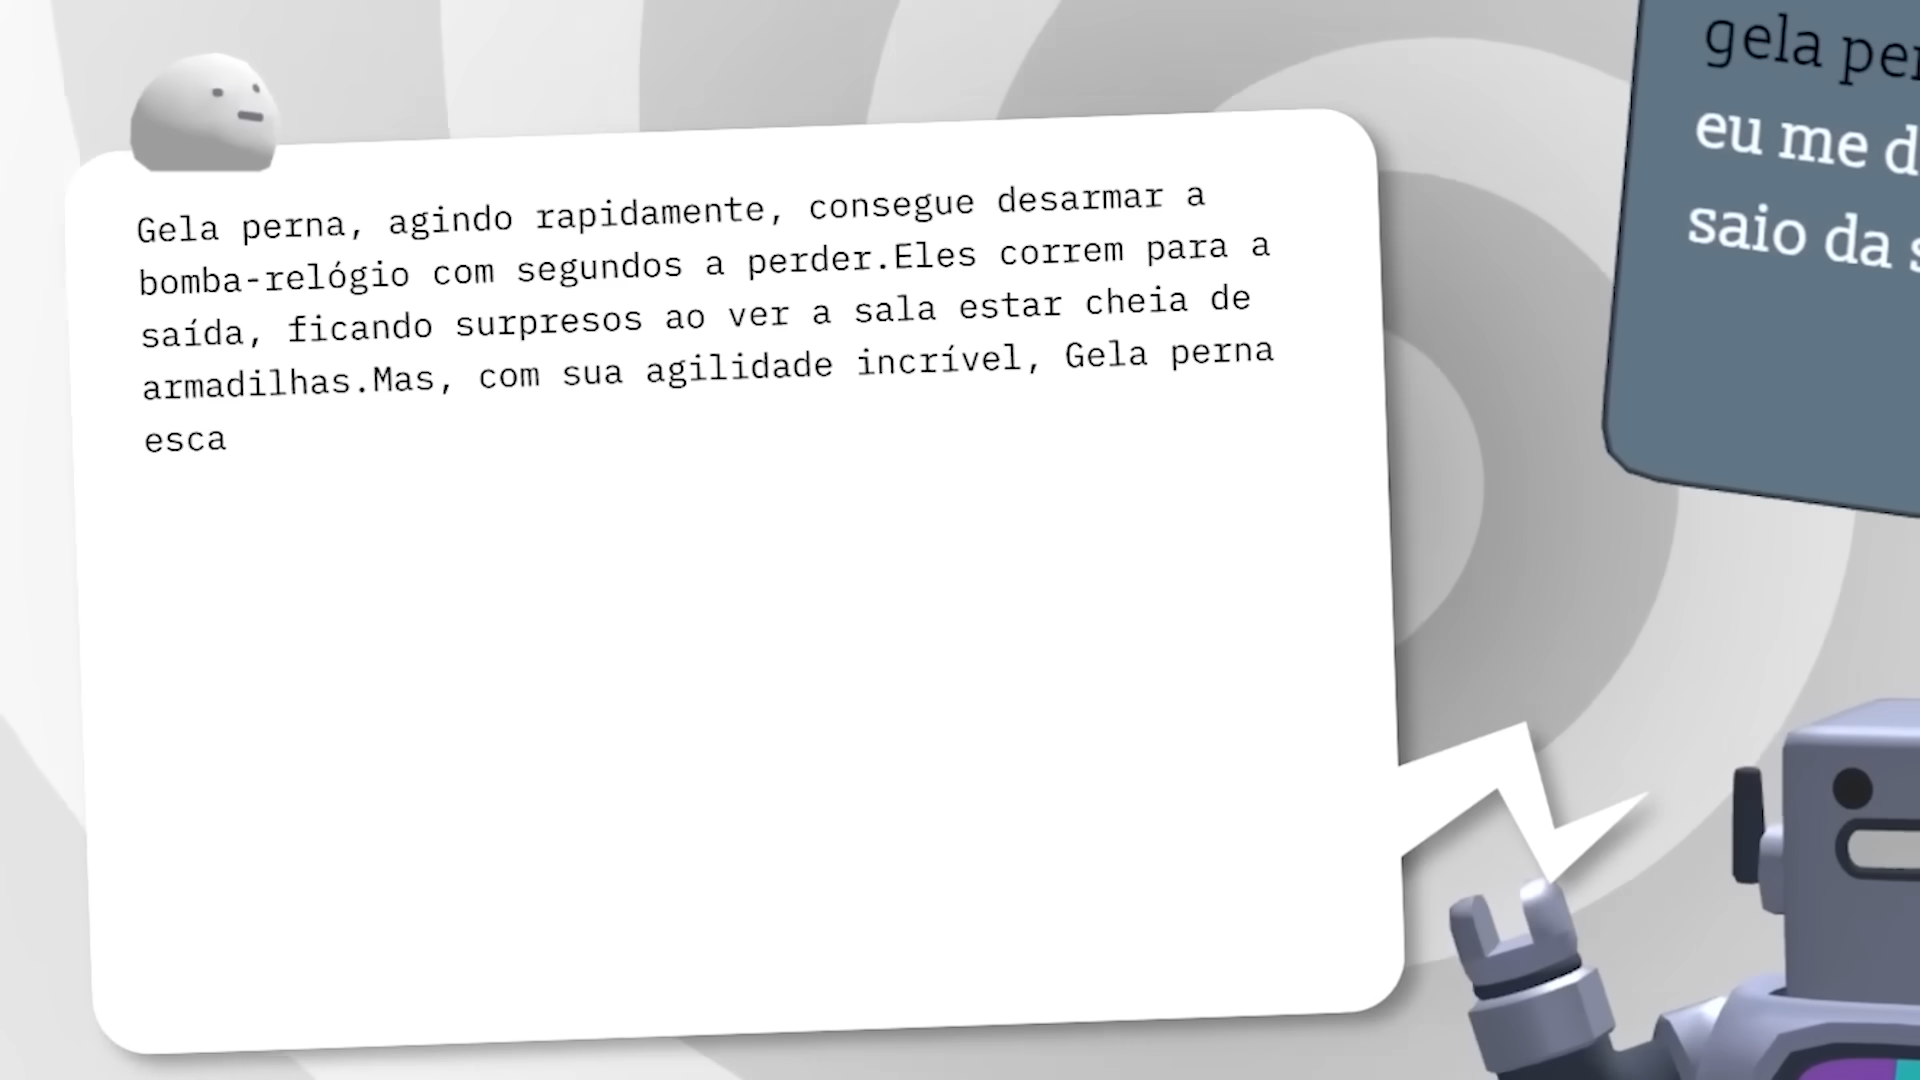 Gela perna, agindo rapidamente, consegue desarmar a
bomba-relógio com segundos a perder.Eles correm para a
saída, ficando surpresos ao ver a sala estar cheia de
armadilhas.Mas, com sua agilidade incrível, Gela perna
esca
gela per
eu me d
saio da s